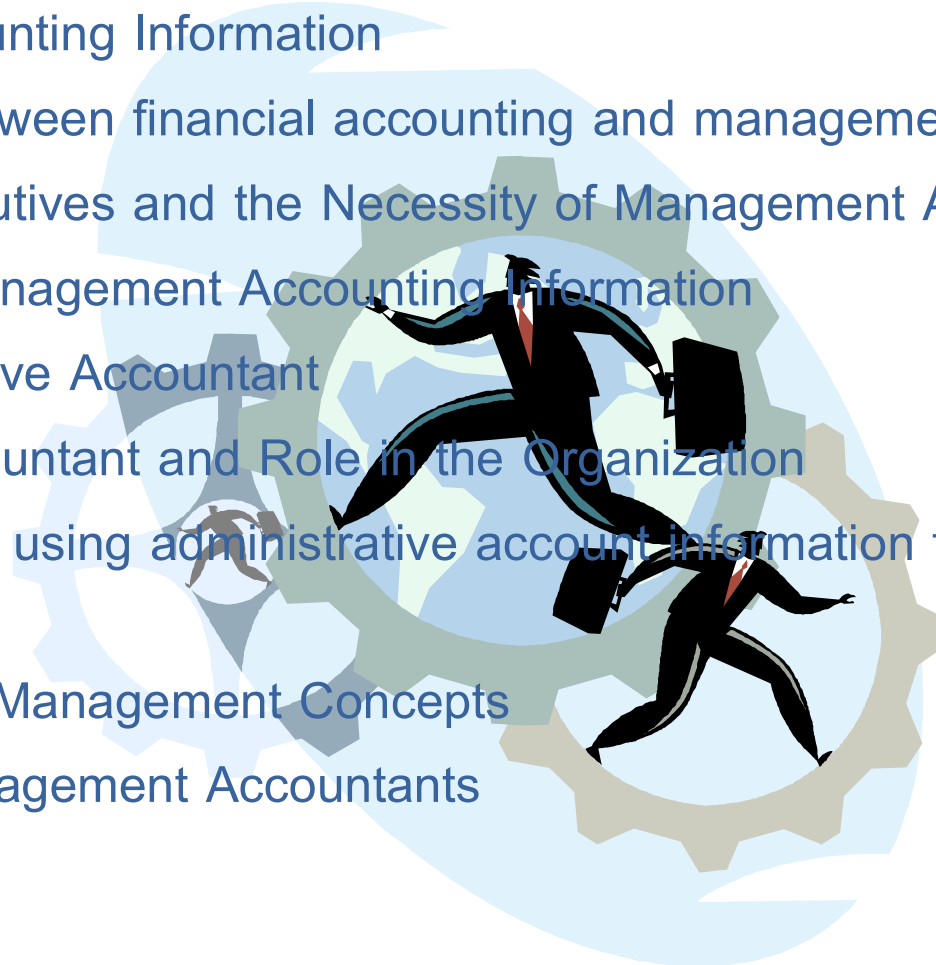 unting Information
ween financial accounting and manageme
utives and the Necessity of Management A
nagement Accounting Information
ve Accountant
untant and Role in the Organization
using administrative account information
Management Concepts
agement Accountants